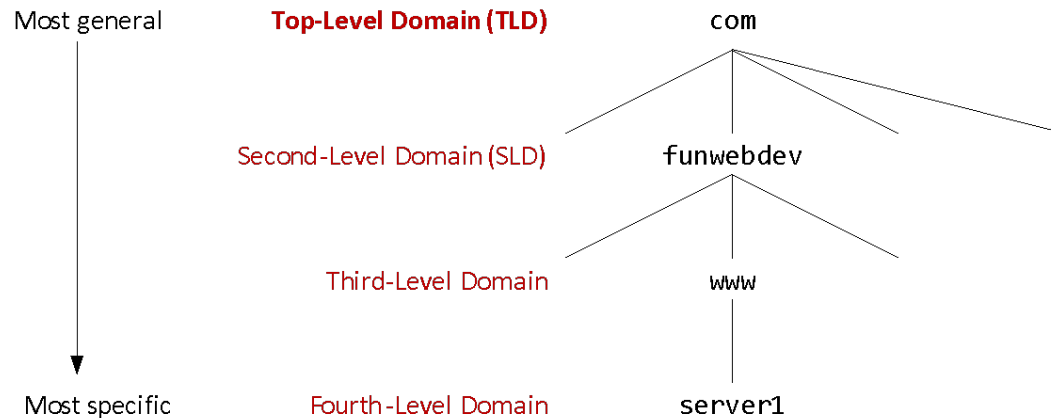 Most general Top-Level Domain (TLD) com
Second-Level Domain (SLD) funwebdev
Third-Level Domain www
Most specific Fourth-Level Domain server1